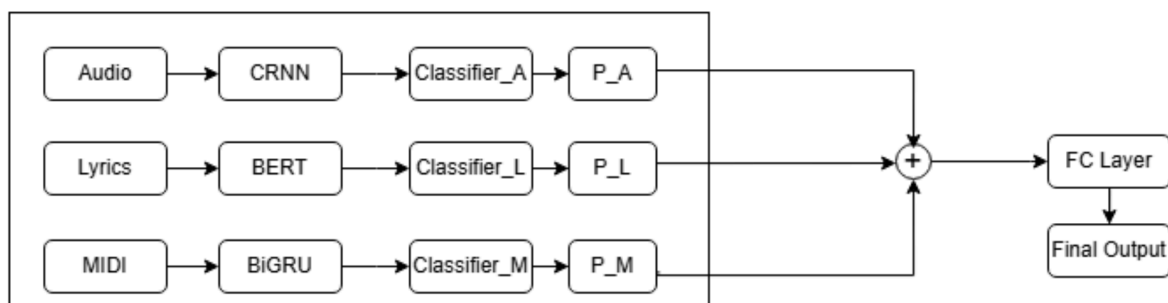 Audio
CRNN
Classifier_A
P_A
Lyrics
BERT
Classifier_L
P_L
+
FC Layer
MIDI
BiGRU
Classifier_M
P_M
Final Output